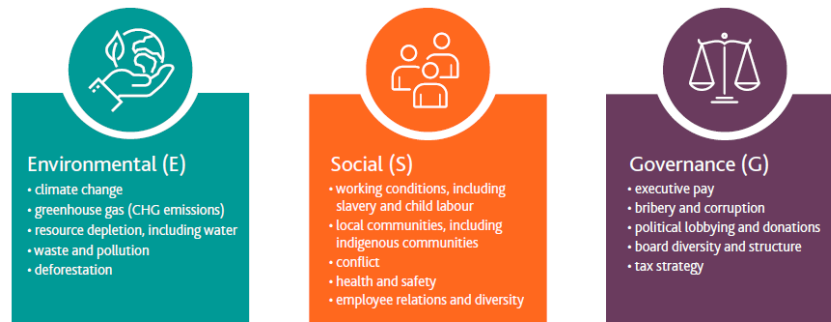 Environmental (E)
• climate change
• greenhouse gas (CHG emissions)
• resource depletion, including water
• waste and pollution
• deforestation
Social (S)
• working conditions, including
slavery and child labour
• local communities, including
indigenous communities
• conflict
• health and safety
• employee relations and diversity
Governance (G)
• executive pay
• bribery and corruption
• political lobbying and donations
• board diversity and structure
• tax strategy